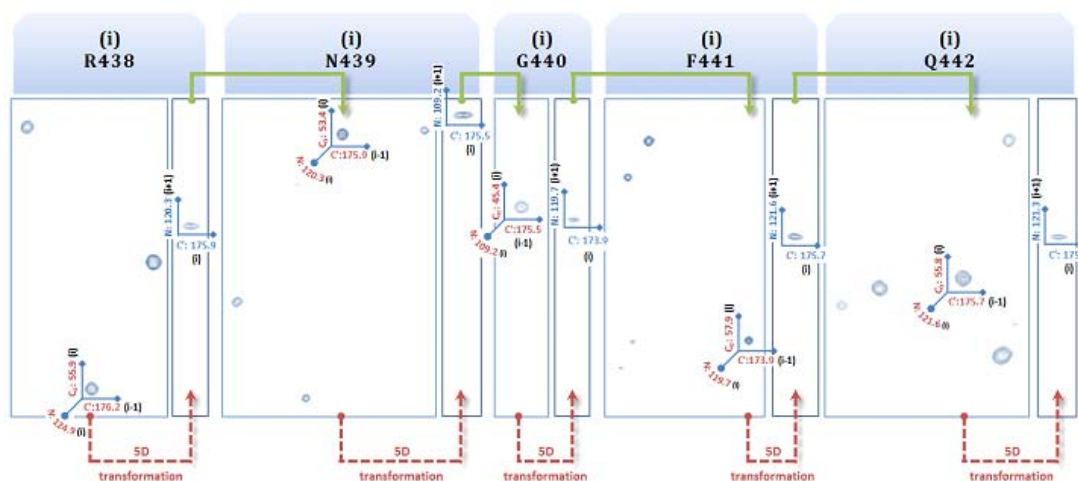 (i)
R438
(i)
N439
(i)
G440
(i)
F441
(i)
Q442
Cα: 55.9 (i)
C':176.2 (i-1)
N: 124.9 (i)
N: 120.3 (i+1)
C': 175.9
(i)
Cα: 53.4 (i)
C':175.9 (i-1)
N: 120.3 (i)
N: 109.2 (i+1)
C': 175.5
(i)
Cα: 45.4 (i)
C':175.5
(i-1)
N: 109.2 (i)
N: 119.7 (i+1)
C': 173.9
(i)
Cα: 57.9 (i)
C':173.9 (i-1)
N: 119.7 (i)
N: 121.6 (i+1)
C': 175.7
(i)
Cα: 55.8 (i)
C':175.7 (i-1)
N: 121.6 (i)
N: 121.3 (i+1)
C': 175
(i)
5D
transformation
5D
transformation
5D
transformation
5D
transformation
5D
transformation